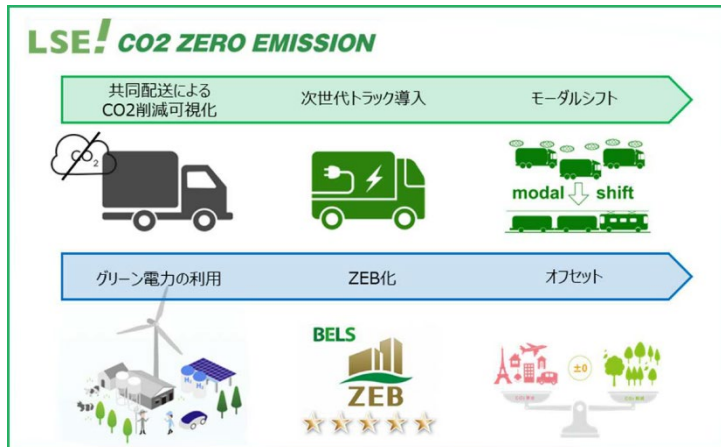 LSE! CO2 ZERO EMISSION
共同配送による
CO2削減可視化
次世代トラック導入
モーダルシフト
CO2
modal shift
グリーン電力の利用
ZEB化
オフセット
BELS
ZEB
±0